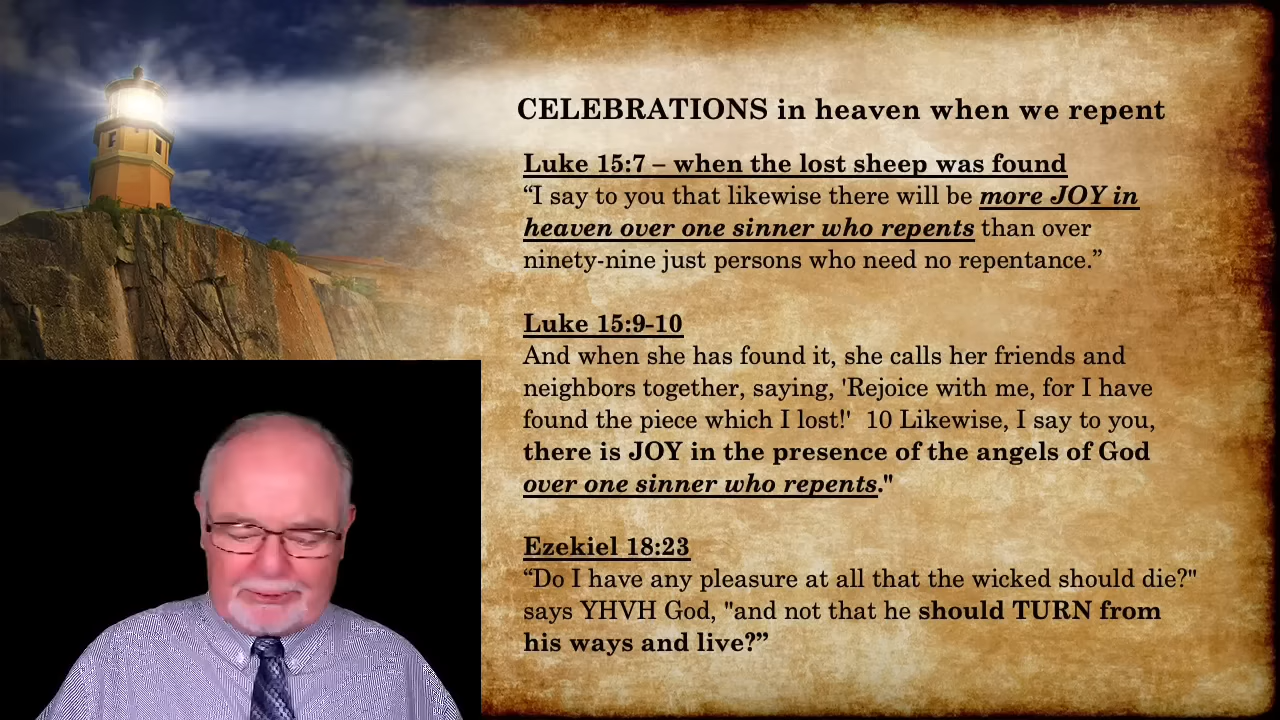 CELEBRATIONS in heaven when we repent
Luke 15:7 – when the lost sheep was found
“I say to you that likewise there will be more JOY in
heaven over one sinner who repents than over
ninety-nine just persons who need no repentance.”
Luke 15:9-10
And when she has found it, she calls her friends and
neighbors together, saying, 'Rejoice with me, for I have
found the piece which I lost!'  10 Likewise, I say to you,
there is JOY in the presence of the angels of God
over one sinner who repents."
Ezekiel 18:23
“Do I have any pleasure at all that the wicked should die?"
says YHVH God, "and not that he should TURN from
his ways and live?”